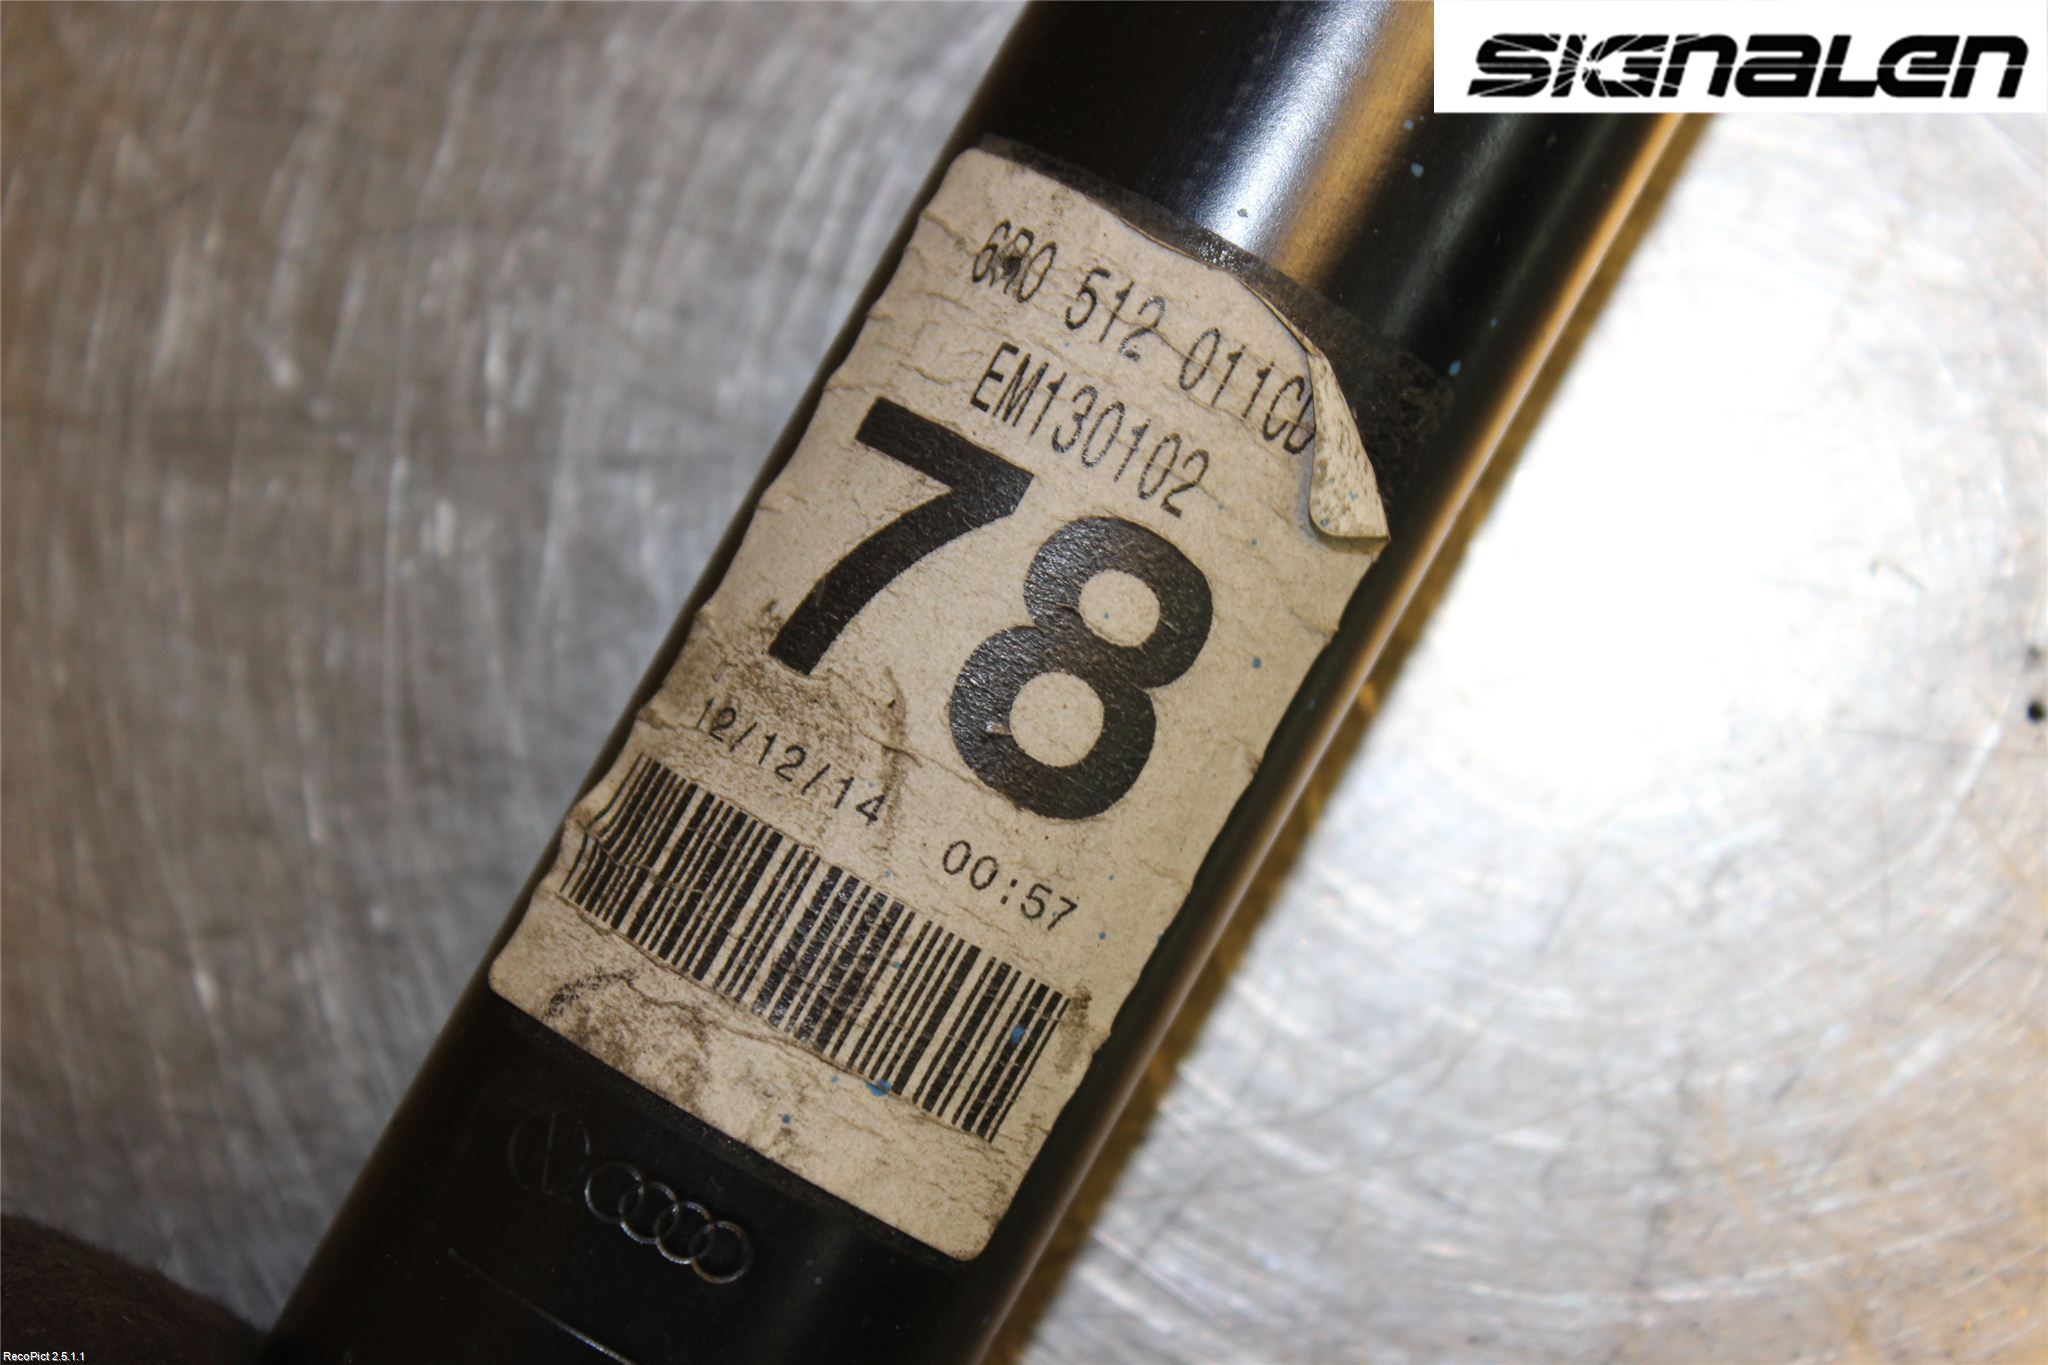 SIGNALEN
6R0 512 011CD
EM130102
78
12/12/14 00:57
RecoPict 2.5.1.1